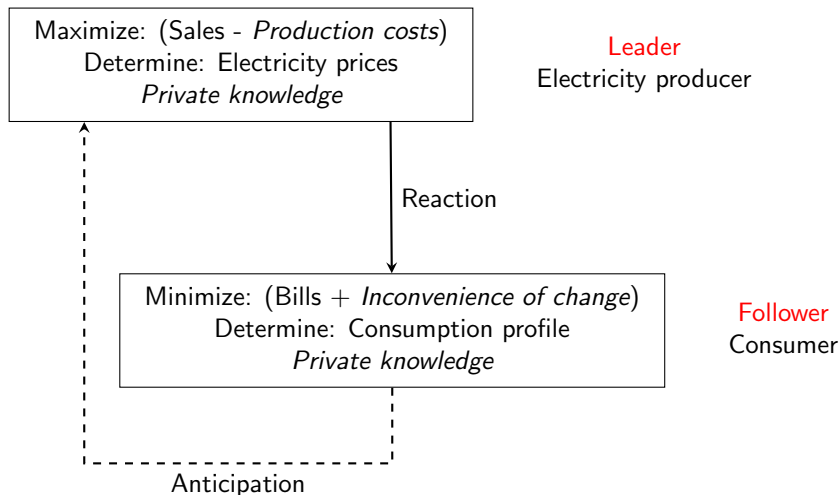 Maximize: (Sales - Production costs)
Determine: Electricity prices
Private knowledge
Leader
Electricity producer
Reaction
Minimize: (Bills + Inconvenience of change)
Determine: Consumption profile
Private knowledge
Follower
Consumer
Anticipation